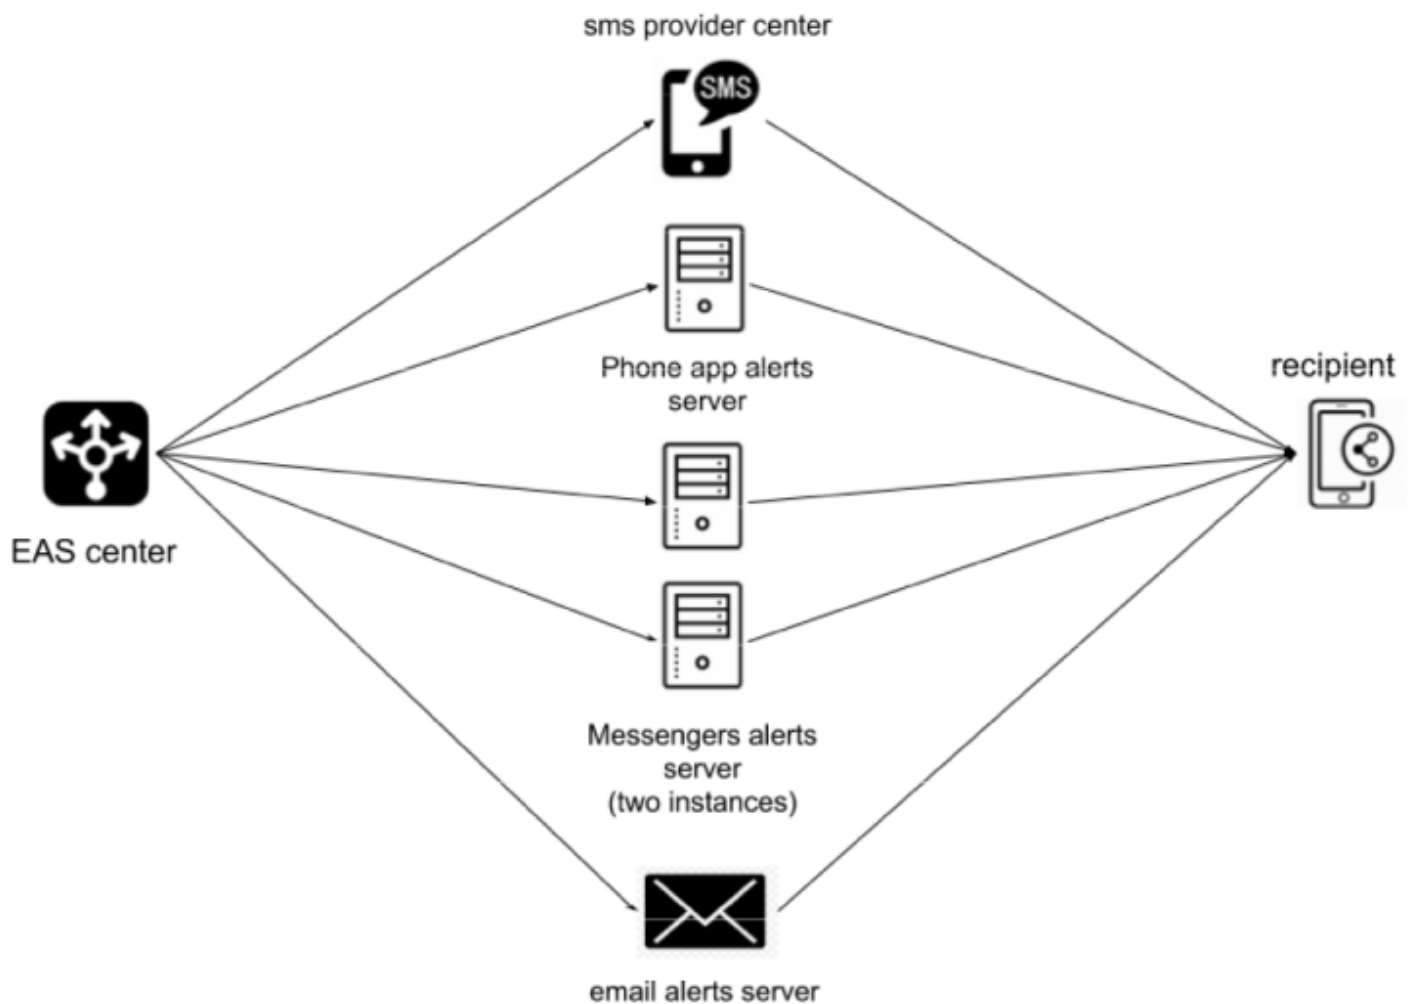 sms provider center
SMS
Phone app alerts
server
recipient
EAS center
Messengers alerts
server
(two instances)
email alerts server